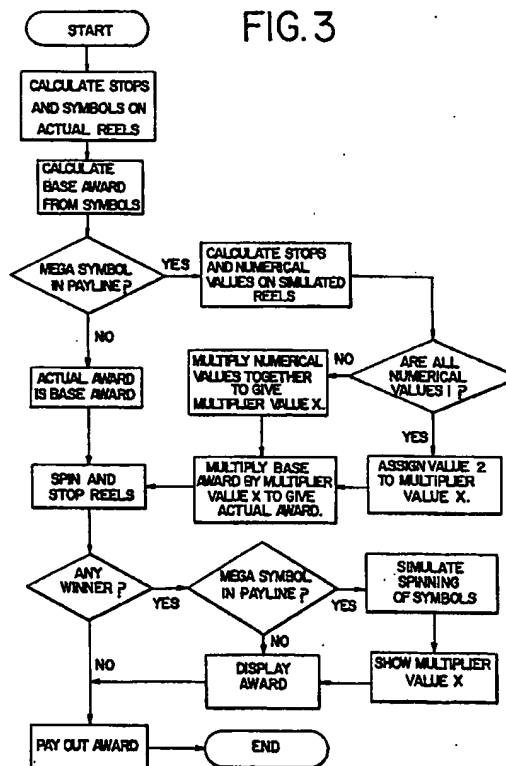 FIG. 3
START
CALCULATE STOPS
AND SYMBOLS ON
ACTUAL REELS
CALCULATE
BASE AWARD
FROM SYMBOLS
MEGA SYMBOL
IN PAYLINE?
YES
CALCULATE STOPS
AND NUMERICAL
VALUES ON SIMULATED
REELS
NO
ARE ALL
NUMERICAL
VALUES 1?
NO
MULTIPLY NUMERICAL
VALUES TOGETHER
TO GIVE
MULTIPLIER VALUE X.
YES
ACTUAL AWARD
IS BASE AWARD
ASSIGN VALUE 2
TO MULTIPLIER
VALUE X.
MULTIPLY BASE
AWARD BY MULTIPLIER
VALUE X TO GIVE
ACTUAL AWARD.
SPIN AND
STOP REELS
ANY
WINNER?
YES
MEGA SYMBOL
IN PAYLINE?
YES
SIMULATE
SPINNING
OF SYMBOLS
NO
NO
DISPLAY
AWARD
SHOW MULTIPLIER
VALUE X
PAY OUT AWARD
END